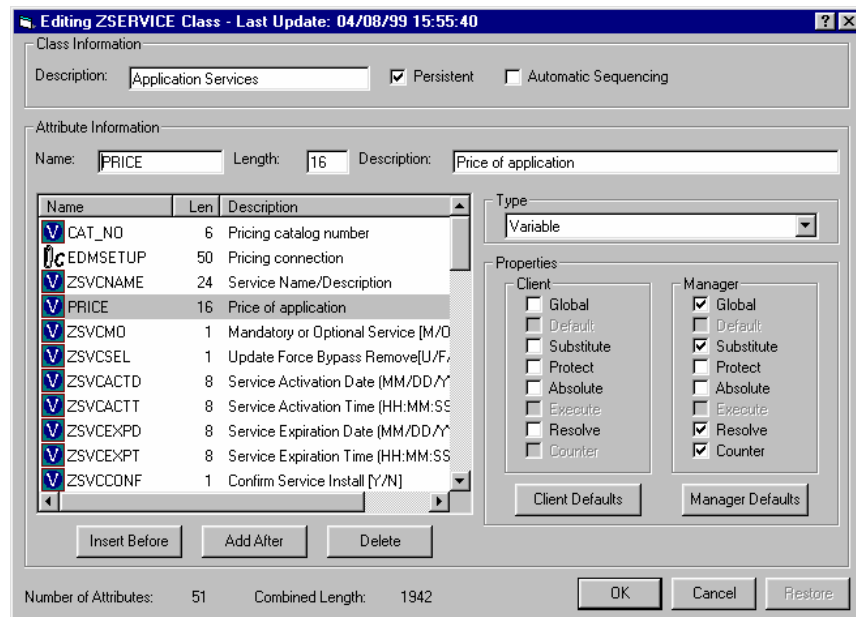 Editing ZSERVICE Class - Last Update: 04/08/99 15:55:40
Class Information
Description: Application Services Persistent Automatic Sequencing
Attribute Information
Name: PRICE Length: 16 Description: Price of application
Name Len Description
CAT_NO 6 Pricing catalog number
EDMSETUP 50 Pricing connection
ZSVCNAME 24 Service Name/Description
PRICE 16 Price of application
ZSVCMO 1 Mandatory or Optional Service [M/O
ZSVCSEL 1 Update Force Bypass Remove[U/F/
ZSVCACTD 8 Service Activation Date (MM/DD/Y
ZSVCACTT 8 Service Activation Time (HH:MM:SS
ZSVCEXPD 8 Service Expiration Date (MM/DD/Y
ZSVCEXPT 8 Service Expiration Time (HH:MM:SS
ZSVCCONF 1 Confirm Service Install [Y/N]
Insert Before Add After Delete
Type
Variable
Properties
Client
Global
Default
Substitute
Protect
Absolute
Execute
Resolve
Counter
Client Defaults
Manager
Global
Default
Substitute
Protect
Absolute
Execute
Resolve
Counter
Manager Defaults
Number of Attributes: 51 Combined Length: 1942
OK Cancel Restore